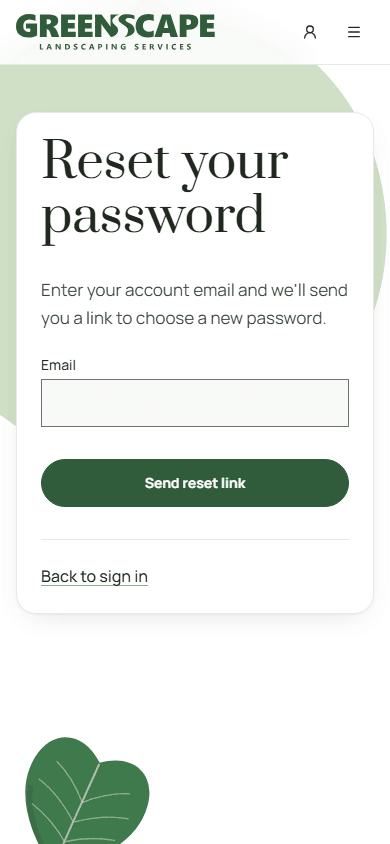 GREENSCAPE
LANDSCAPING SERVICES
Reset your
password
Enter your account email and we'll send
you a link to choose a new password.
Email
Send reset link
Back to sign in